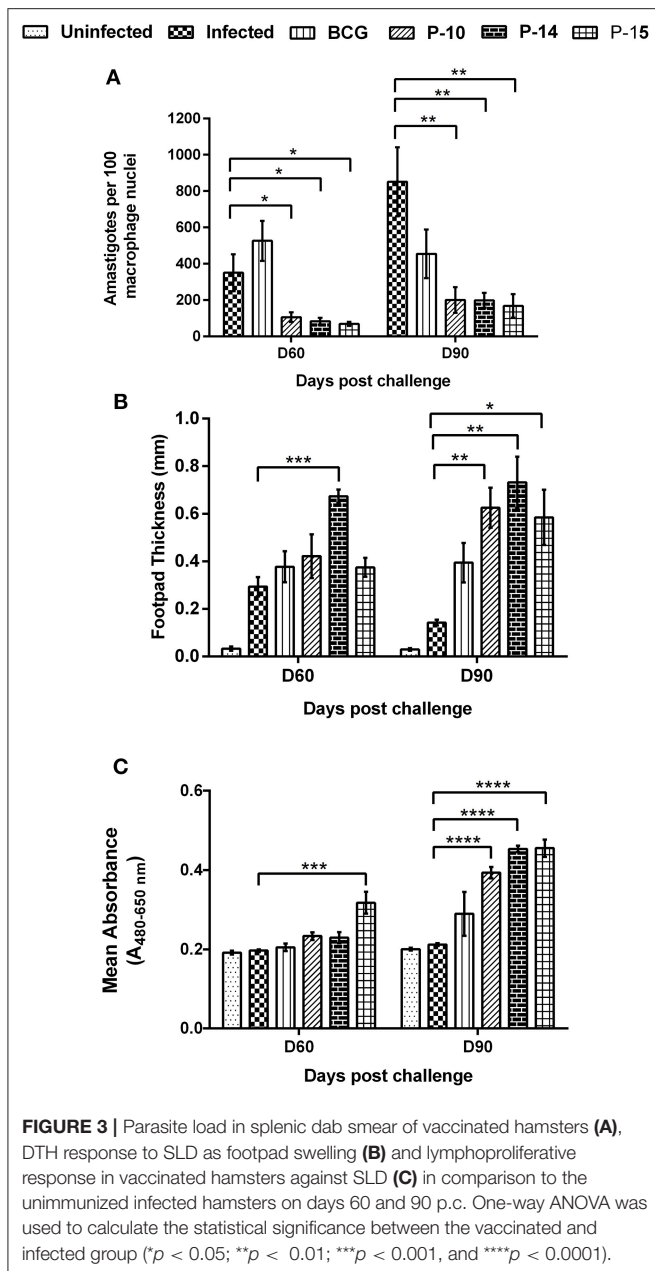 Uninfected Infected BCG P-10 P-14 P-15
A
** ** **
* * *
1200
1000
800
600
400
200
0
Amastigotes per 100
macrophage nuclei
D60 D90
Days post challenge
B
* ** **
***
1.0
0.8
0.6
0.4
0.2
0.0
Footpad Thickness (mm)
D60 D90
Days post challenge
C
**** **** ****
***
0.6
0.4
0.2
0.0
Mean Absorbance
(A480-650 nm)
D60 D90
Days post challenge
FIGURE 3 | Parasite load in splenic dab smear of vaccinated hamsters (A),
DTH response to SLD as footpad swelling (B) and lymphoproliferative
response in vaccinated hamsters against SLD (C) in comparison to the
unimmunized infected hamsters on days 60 and 90 p.c. One-way ANOVA was
used to calculate the statistical significance between the vaccinated and
infected group (*p < 0.05; **p < 0.01; ***p < 0.001, and ****p < 0.0001).